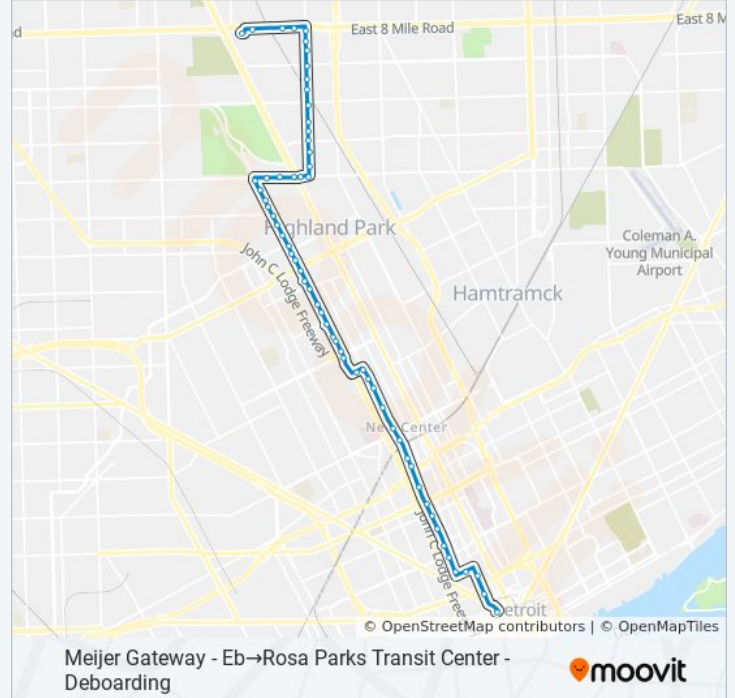 d
East 8 Mile Road
East 8 M
Highland Park
John C Lodge Freeway
Coleman A.
Young Municipal
Airport
Hamtramck
New Center
John C Lodge Free
Detroit
© OpenStreetMap contributors | © OpenMapTiles
Meijer Gateway - Eb→Rosa Parks Transit Center -
Deboarding
moovit